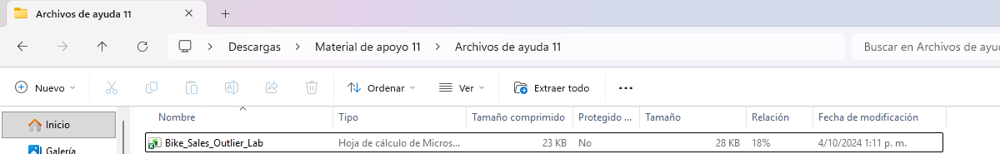 Archivos de ayuda 11
Descargas > Material de apoyo 11 > Archivos de ayuda 11
Buscar en Archivos de ayu
Nuevo Ordenar Ver Extraer todo ...
Nombre Tipo Tamaño comprimido Protegido ... Tamaño Relación Fecha de modificación
Inicio
Bike_Sales_Outlier_Lab Hoja de cálculo de Micros... 23 KB No 28 KB 18% 4/10/2024 1:11 p. m.
Galería